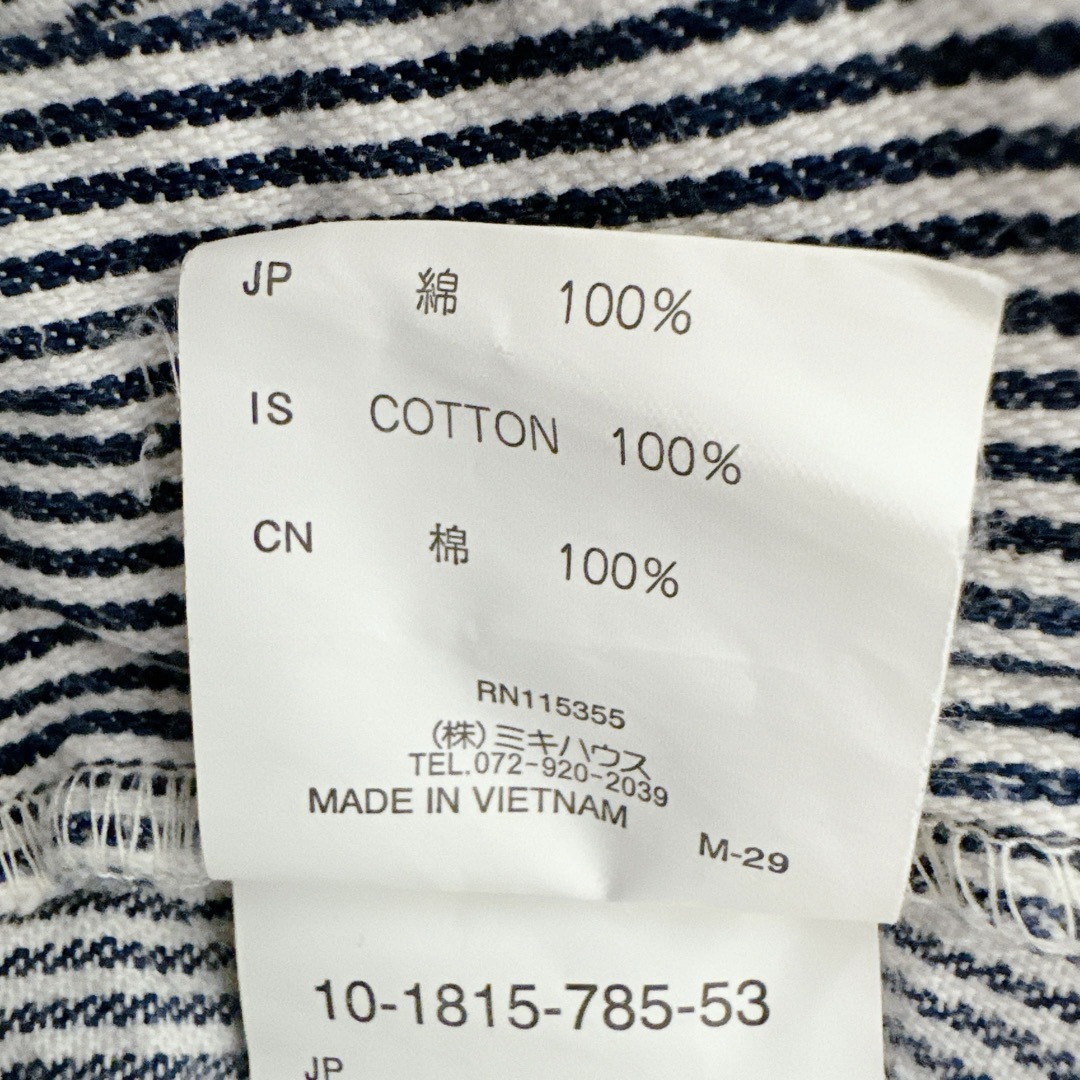 JP 綿 100%
IS COTTON 100%
CN 棉 100%
RN115355
(株)ミキハウス
TEL.072-920-2039
MADE IN VIETNAM
M-29
10-1815-785-53
JP